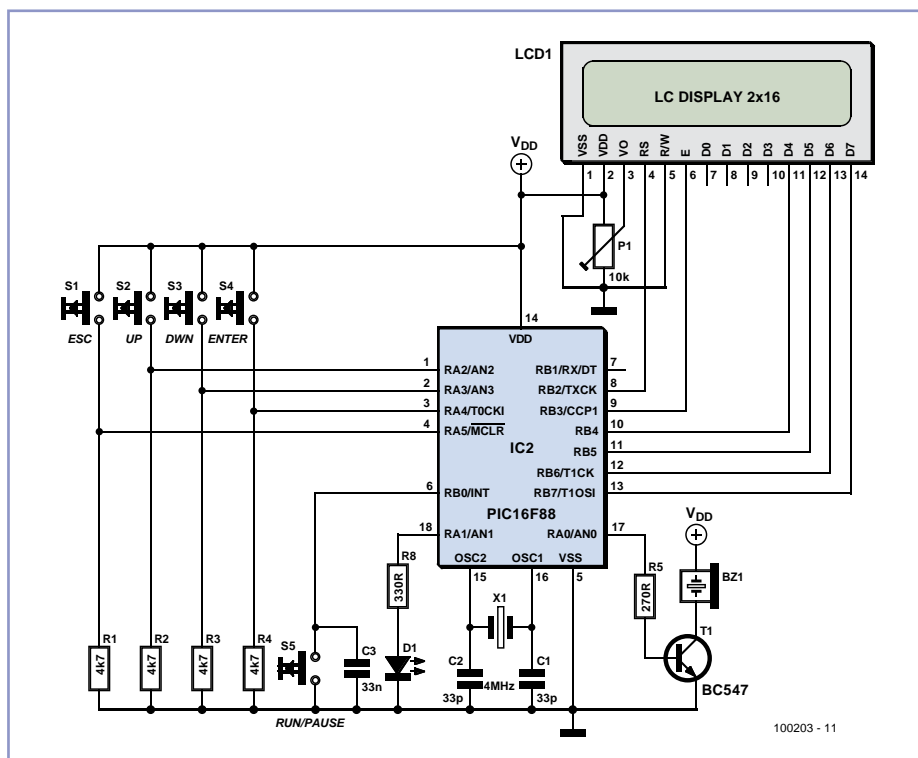 LCD1
LC DISPLAY 2x16
VSS VDD VO RS R/W E D0 D1 D2 D3 D4 D5 D6 D7
1 2 3 4 5 6 7 8 9 10 11 12 13 14
VDD
P1
10k
S1 S2 S3 S4
ESC UP DWN ENTER
14
VDD
1 RA2/AN2 RB1/RX/DT 7
2 RA3/AN3 RB2/TXCK 8
3 RA4/T0CKI RB3/CCP1 9
4 RA5/MCLR RB4 10
IC2
RB5 11
RB6/T1CK 12
6 RB0/INT RB7/T1OSI 13
PIC16F88
18 RA1/AN1 RA0/AN0 17
OSC2 OSC1 VSS
15 16 5
VDD
R8
330R
R5
270R
BZ1
X1
T1
R1 R2 R3 R4
4k7 4k7 4k7 4k7
S5
C3
33n
D1
C2
33p
4MHz
C1
33p
BC547
RUN/PAUSE
100203 - 11